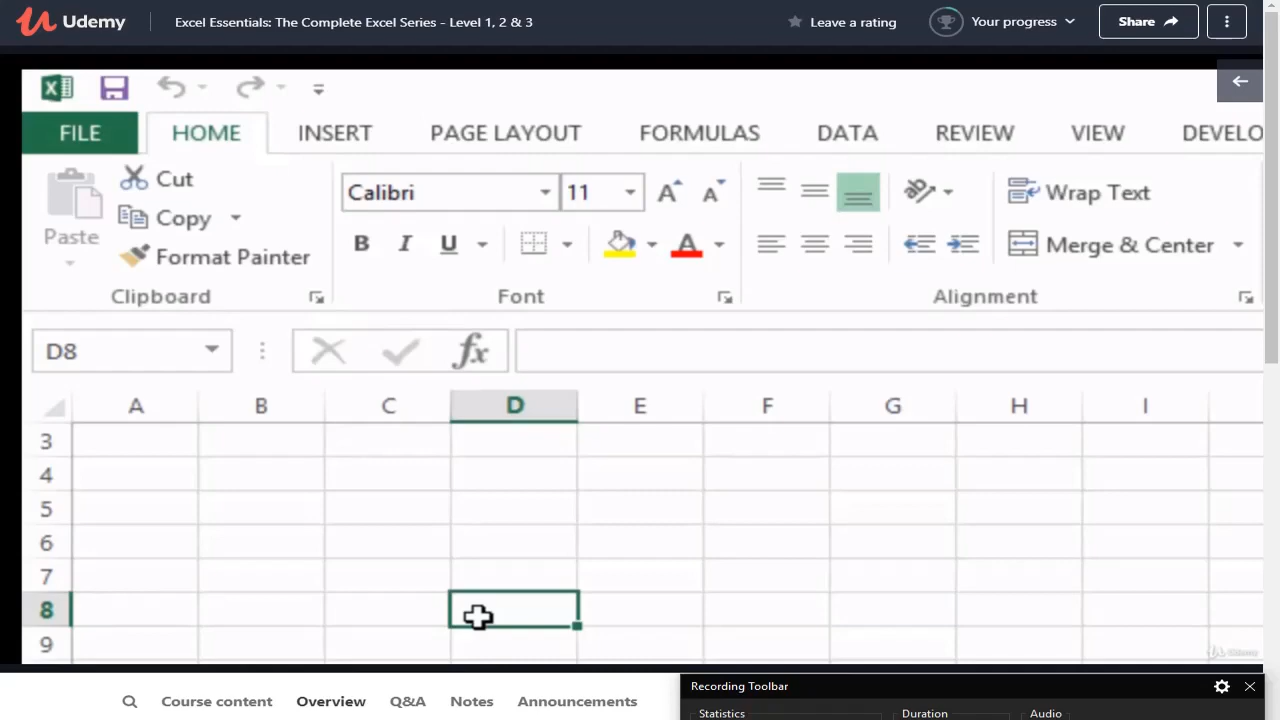 Udemy
Excel Essentials: The Complete Excel Series - Level 1, 2 & 3
Leave a rating
Your progress
Share
FILE HOME INSERT PAGE LAYOUT FORMULAS DATA REVIEW VIEW DEVELO
Cut
Copy
Paste
Format Painter
Calibri 11
B I U A
Wrap Text
Merge & Center
Clipboard Font Alignment
D8 fx
A B C D E F G H I
3
4
5
6
7
8
9
Udemy
Course content Overview Q&A Notes Announcements
Recording Toolbar
Statistics Duration Audio